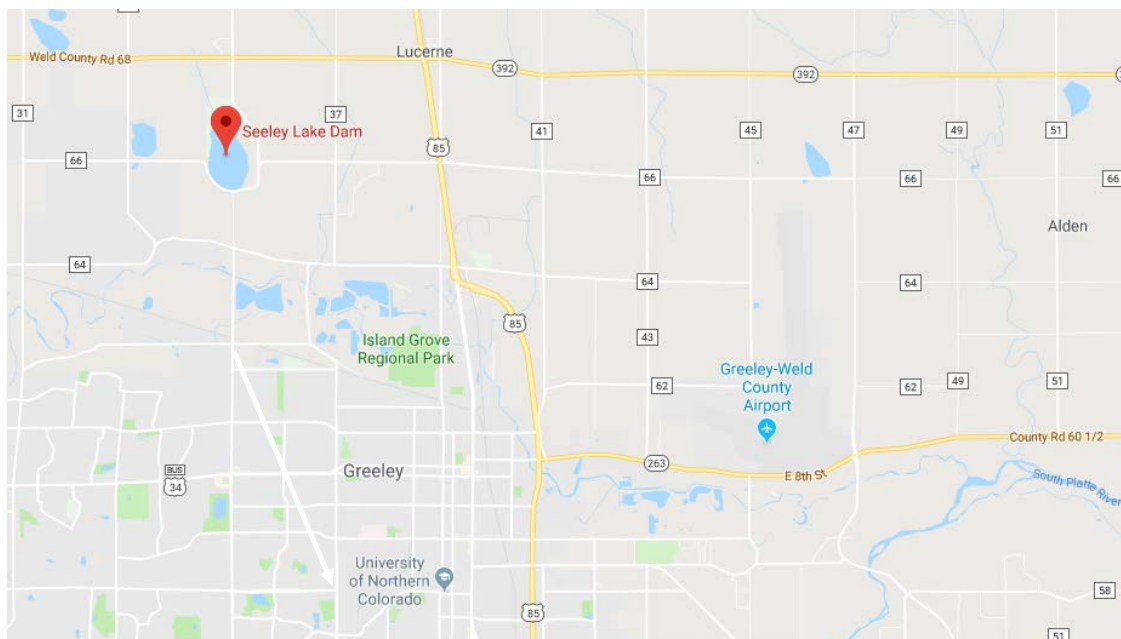 Lucerne
Weld County Rd 68
392
392
31
37
41
45
47
49
51
Seeley Lake Dam
85
66
66
66
66
Alden
64
64
64
85
43
Island Grove
Regional Park
Greeley-Weld
County
Airport
62
62
49
51
County Rd 60 1/2
Greeley
263
E 8th St
BUS
34
South Platte River
University
of Northern
Colorado
58
85
51